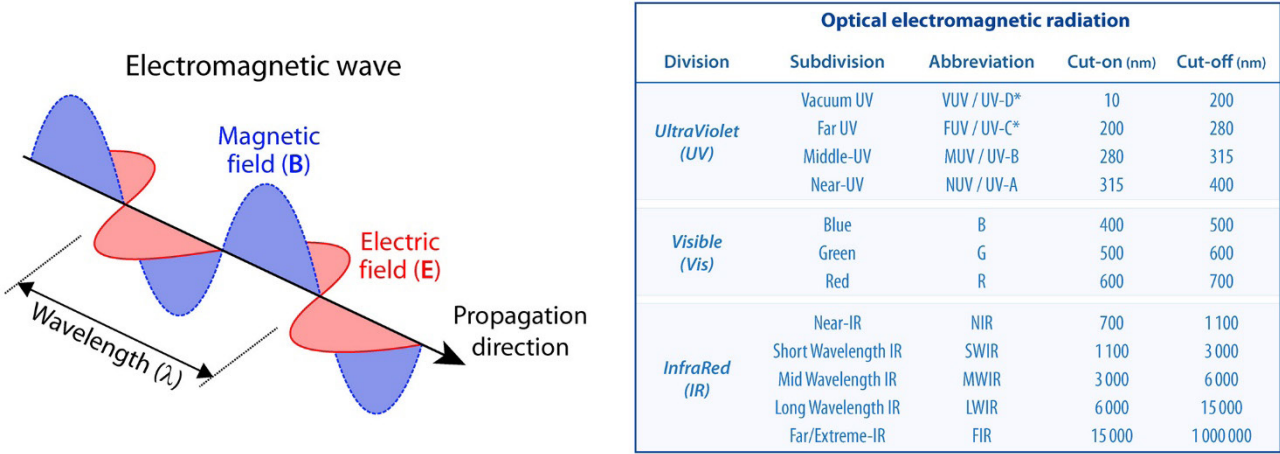 Electromagnetic wave
Magnetic
field (B)
Electric
field (E)
Wavelength (λ)
Propagation
direction
Optical electromagnetic radiation
Division Subdivision Abbreviation Cut-on (nm) Cut-off (nm)
UltraViolet
(UV)
Vacuum UV VUV / UV-D* 10 200
Far UV FUV / UV-C* 200 280
Middle-UV MUV / UV-B 280 315
Near-UV NUV / UV-A 315 400
Visible
(Vis)
Blue B 400 500
Green G 500 600
Red R 600 700
InfraRed
(IR)
Near-IR NIR 700 1 100
Short Wavelength IR SWIR 1 100 3 000
Mid Wavelength IR MWIR 3 000 6 000
Long Wavelength IR LWIR 6 000 15 000
Far/Extreme-IR FIR 15 000 1 000 000